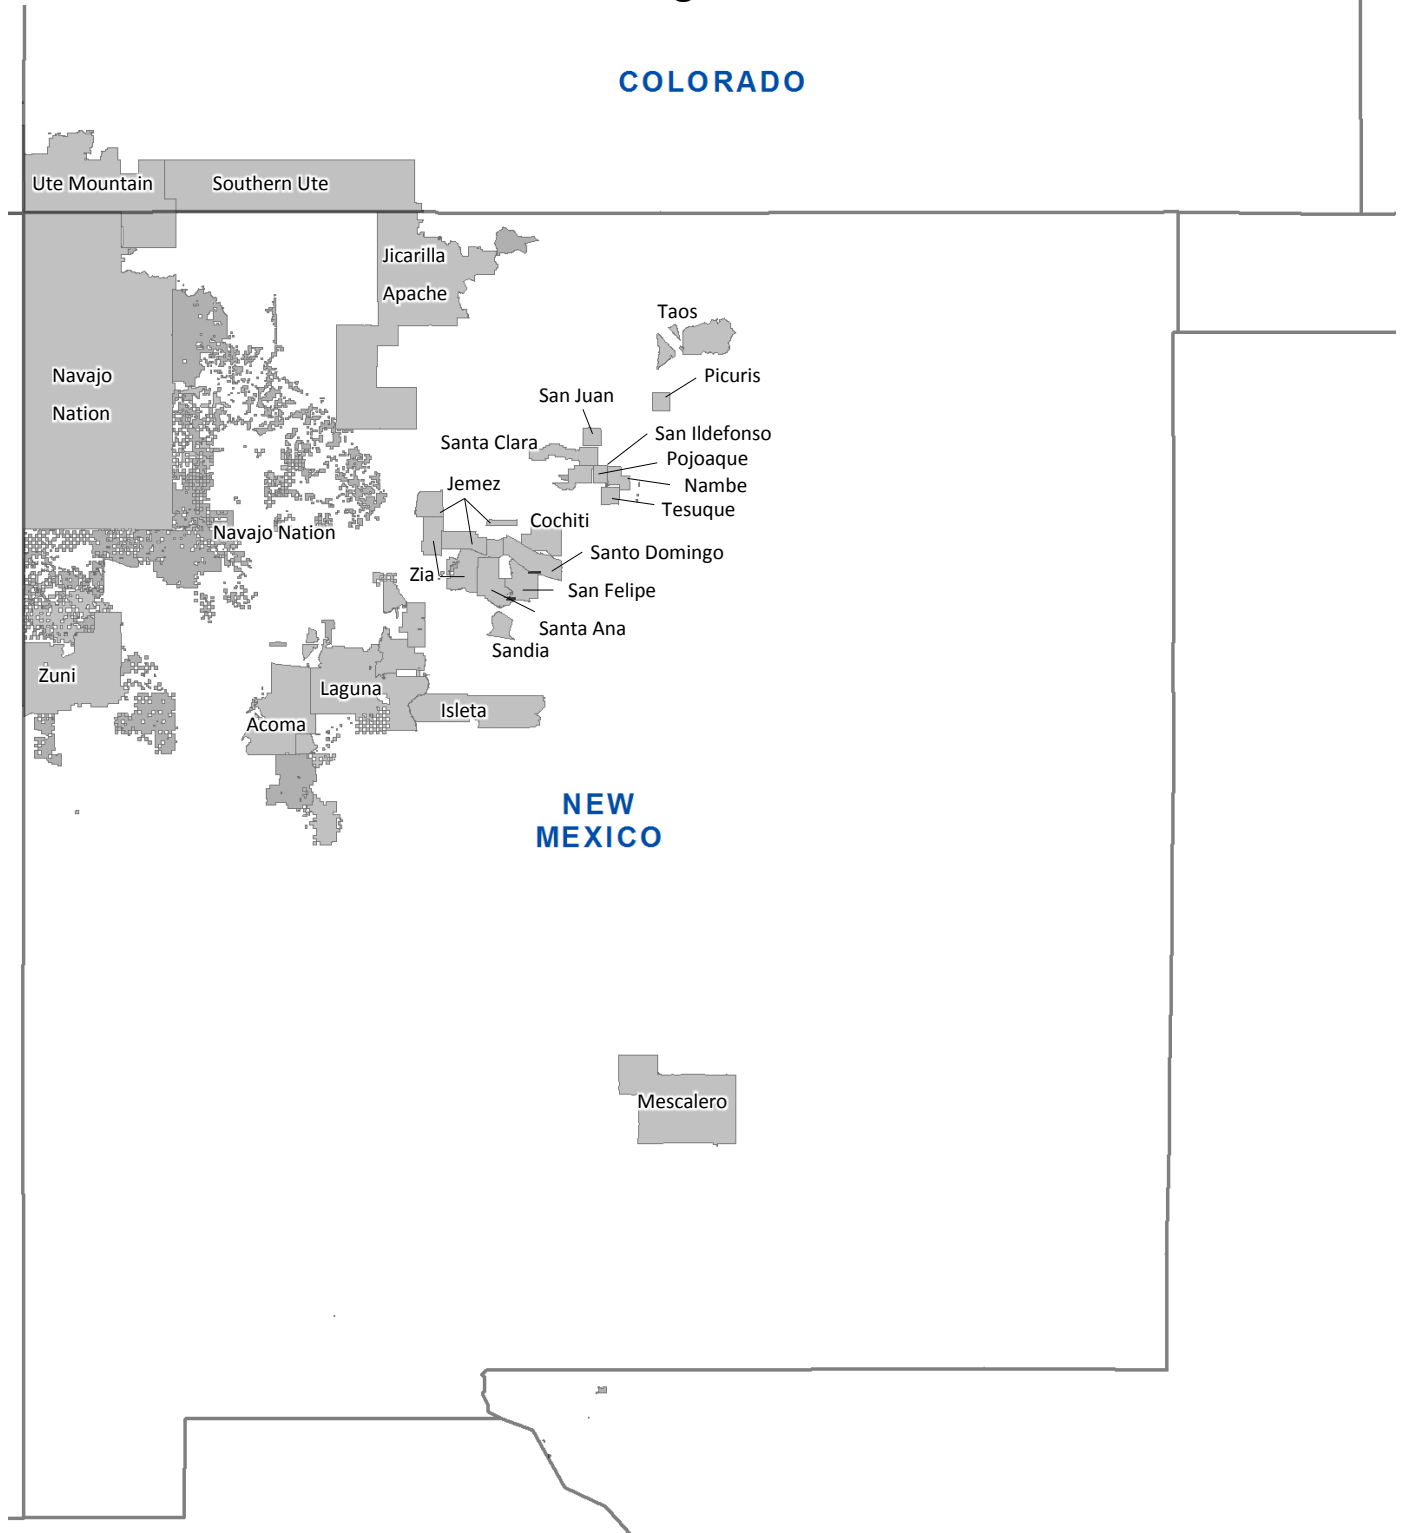 COLORADO
Ute Mountain
Southern Ute
Jicarilla
Apache
Taos
Navajo
Nation
Picuris
San Juan
San Ildefonso
Santa Clara
Pojoaque
Jemez
Nambe
Tesuque
Cochiti
Navajo Nation
Santo Domingo
Zia
San Felipe
Santa Ana
Sandia
Zuni
Laguna
Isleta
Acoma
NEW
MEXICO
Mescalero